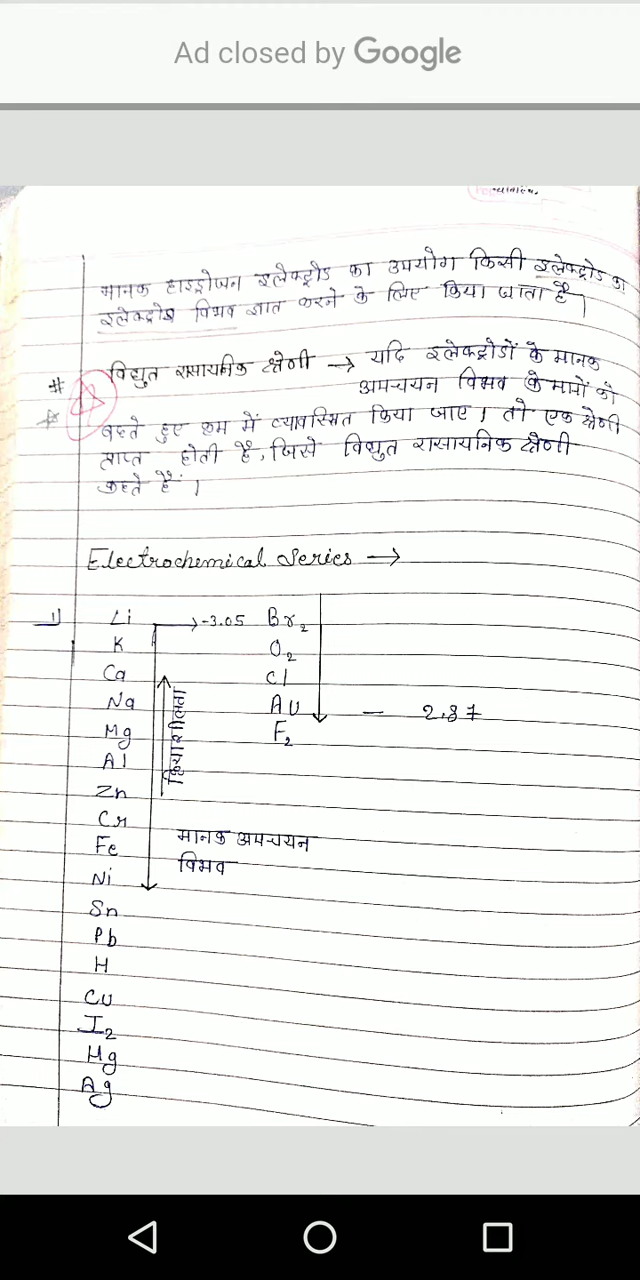 Ad closed by Google
मानक हाइड्रोजन इलेक्ट्रोड का उपयोग किसी इलेक्ट्रोड का
इलेक्ट्रोड विभव ज्ञात करने के लिए किया जाता है |
# विद्युत रासायनिक श्रेणी → यदि इलेक्ट्रोडों के मानक
अपचयन विभव के मानों को
बढ़ते हुए क्रम में व्यावस्थित किया जाए | तो एक श्रेणी
प्राप्त होती है, जिसे विद्युत रासायनिक श्रेणी
कहते हैं |
Electrochemical Series →
1) Li → -3.05 Br₂
K O₂
Ca Cl
Na Au — 2.87
Mg F₂
Al
Zn
क्रियाशीलता
Cr
Fe मानक अपचयन
Ni विभव
Sn
Pb
H
Cu
I₂
Hg
Ag